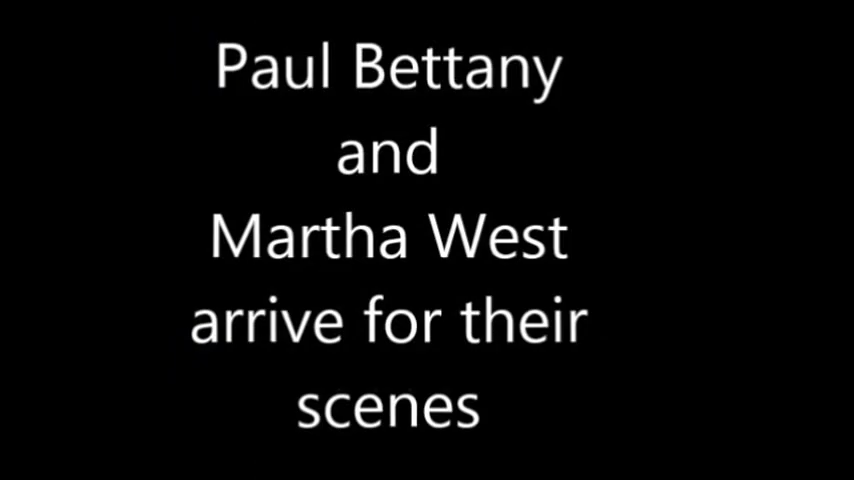 Paul Bettany
and
Martha West
arrive for their
scenes